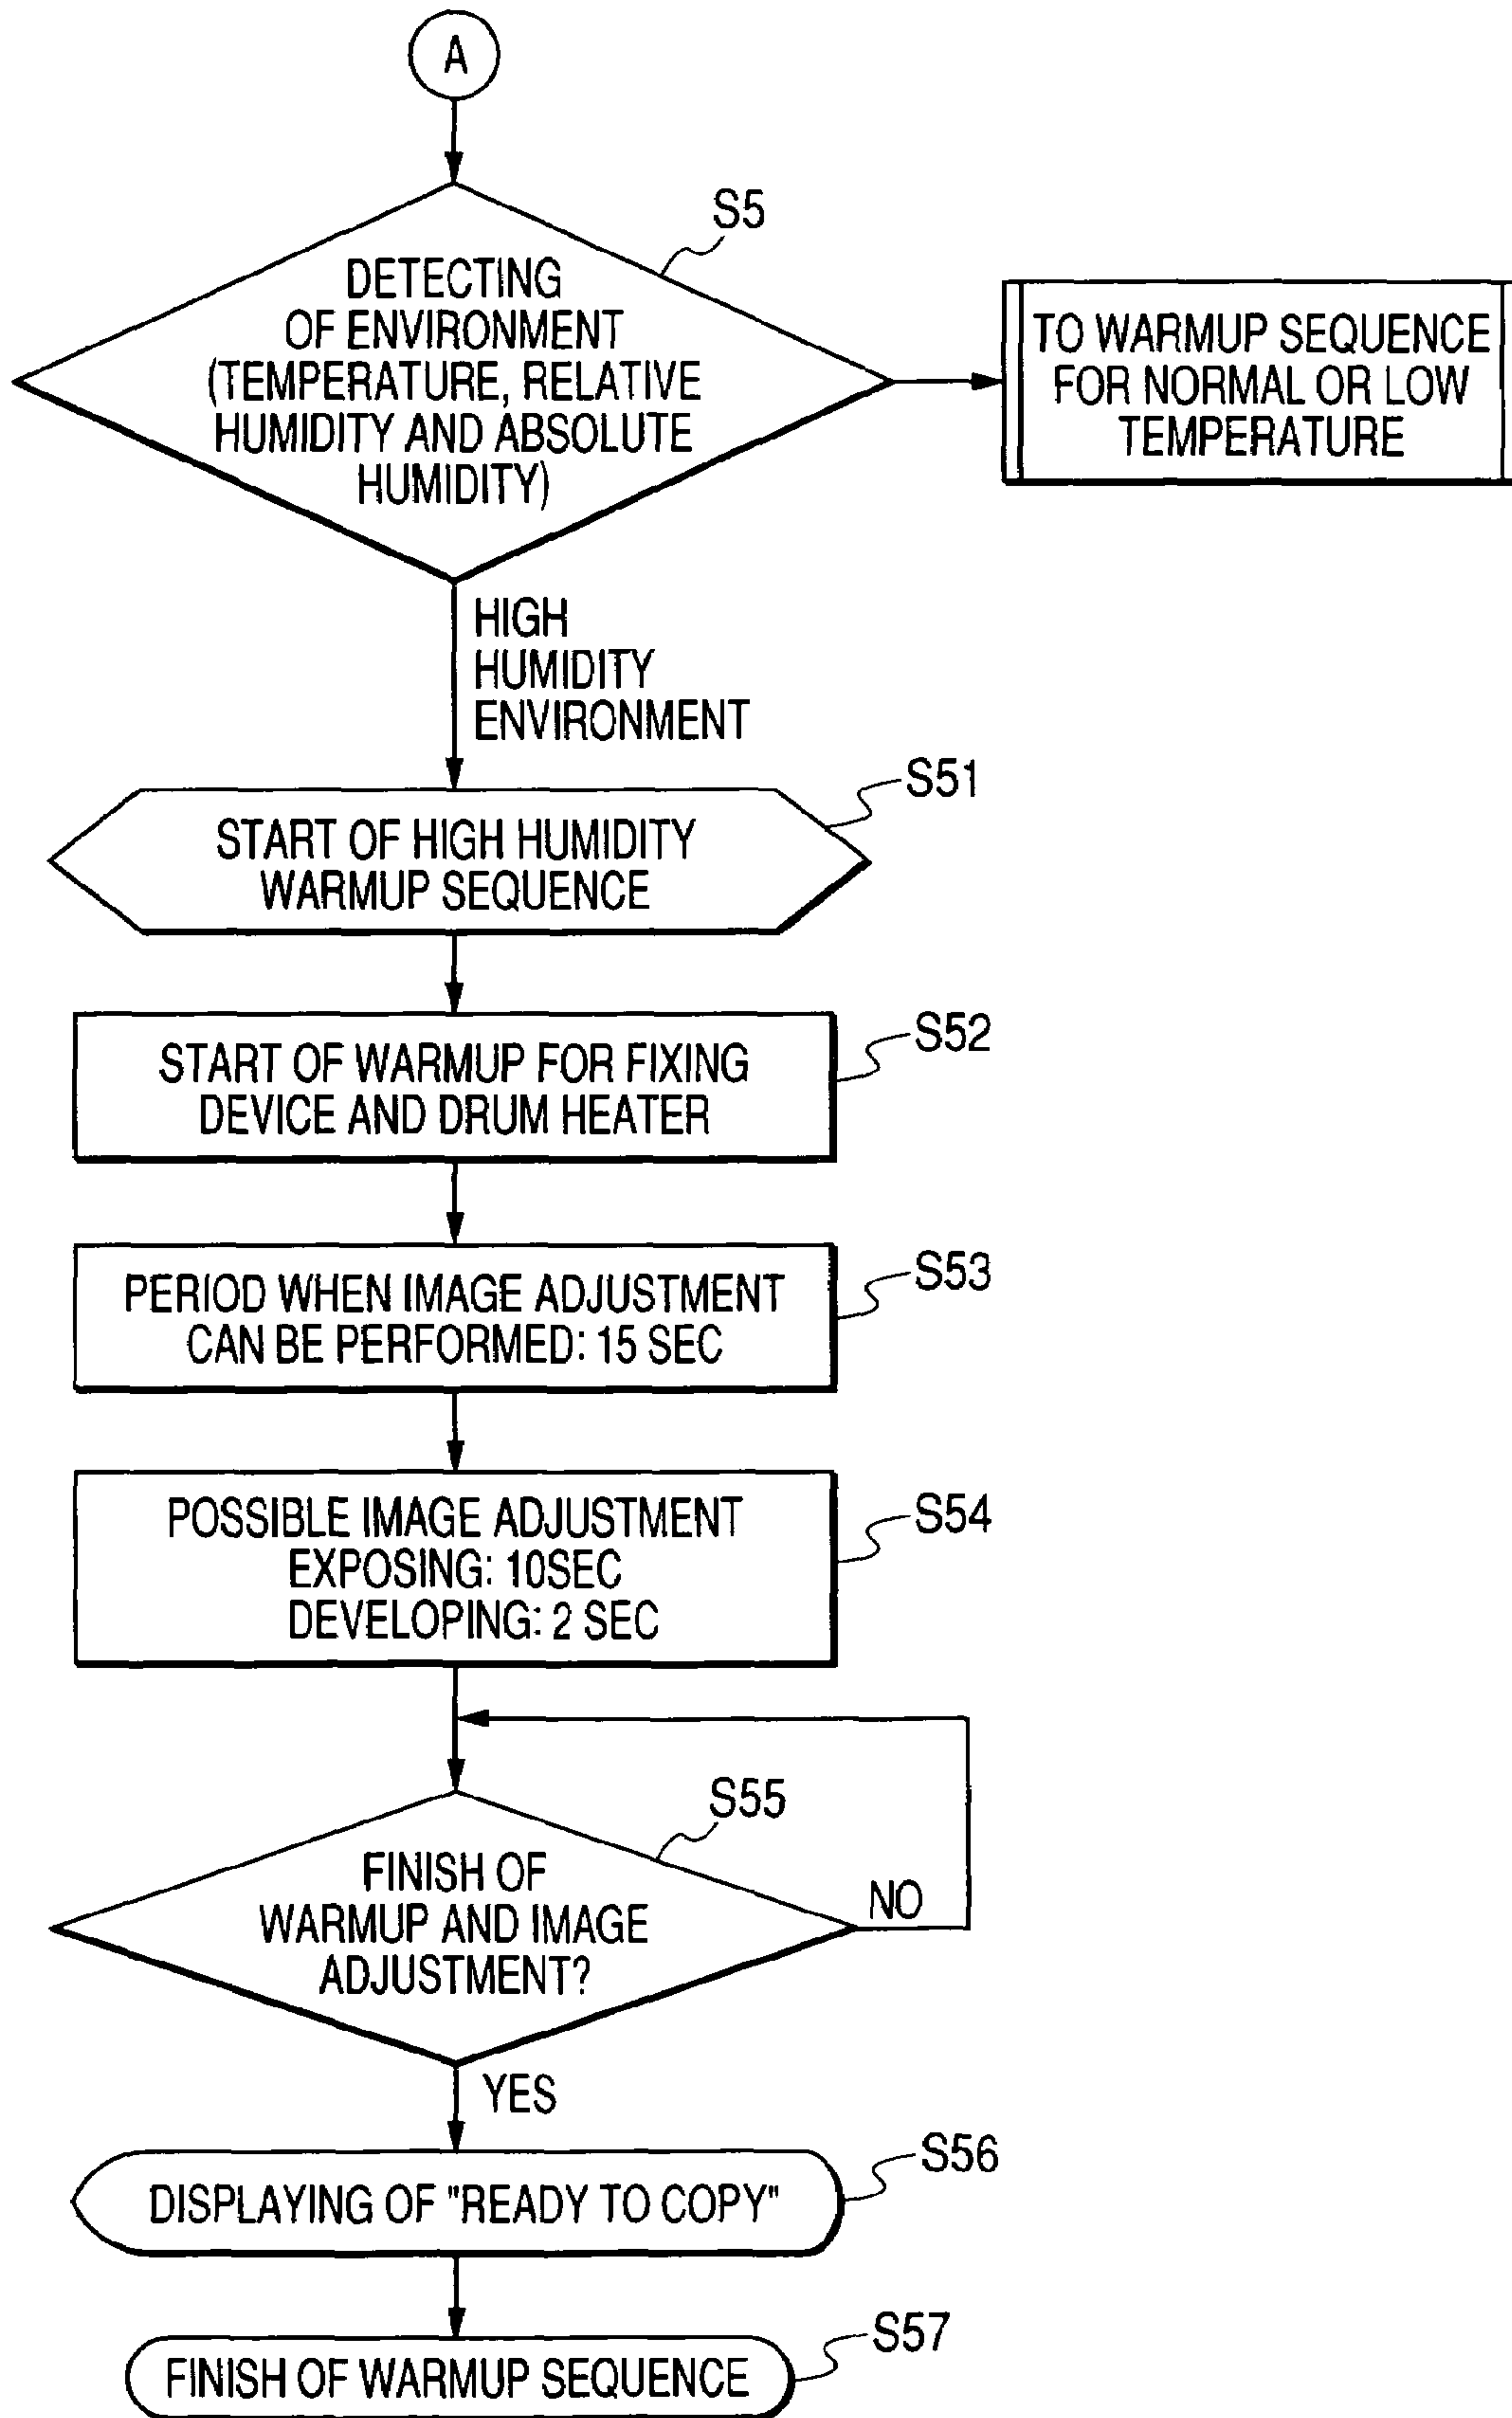 A
S5
DETECTING
OF ENVIRONMENT
(TEMPERATURE, RELATIVE
HUMIDITY AND ABSOLUTE
HUMIDITY)
TO WARMUP SEQUENCE
FOR NORMAL OR LOW
TEMPERATURE
HIGH
HUMIDITY
ENVIRONMENT
S51
START OF HIGH HUMIDITY
WARMUP SEQUENCE
S52
START OF WARMUP FOR FIXING
DEVICE AND DRUM HEATER
S53
PERIOD WHEN IMAGE ADJUSTMENT
CAN BE PERFORMED: 15 SEC
S54
POSSIBLE IMAGE ADJUSTMENT
EXPOSING: 10SEC
DEVELOPING: 2 SEC
S55
FINISH OF
WARMUP AND IMAGE
ADJUSTMENT?
NO
YES
S56
DISPLAYING OF "READY TO COPY"
S57
FINISH OF WARMUP SEQUENCE